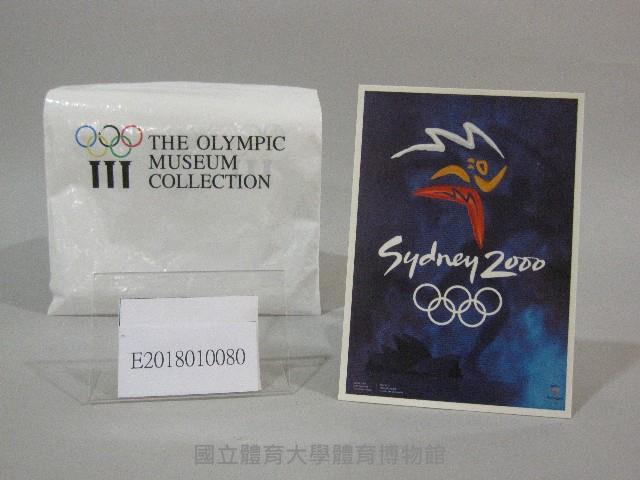 THE OLYMPIC
MUSEUM
COLLECTION
Sydney 2000
E2018010080
國立體育大學體育博物館